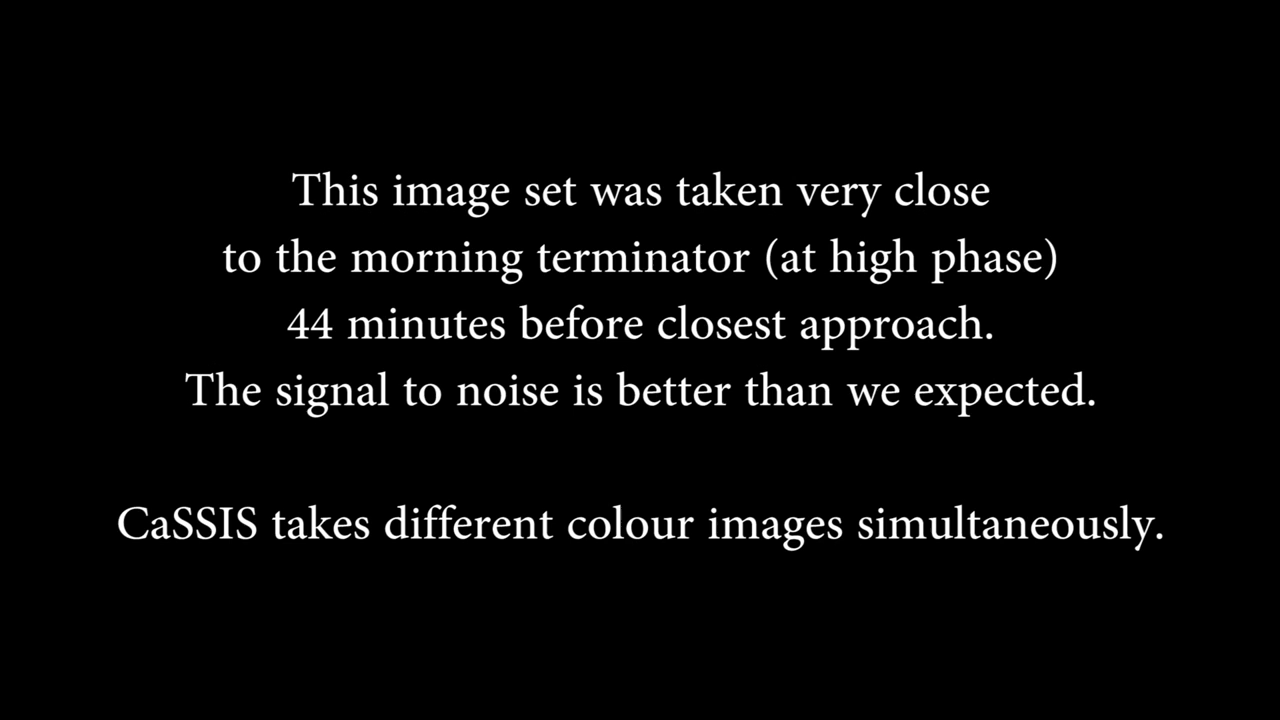 This image set was taken very close
to the morning terminator (at high phase)
44 minutes before closest approach.
The signal to noise is better than we expected.
CaSSIS takes different colour images simultaneously.